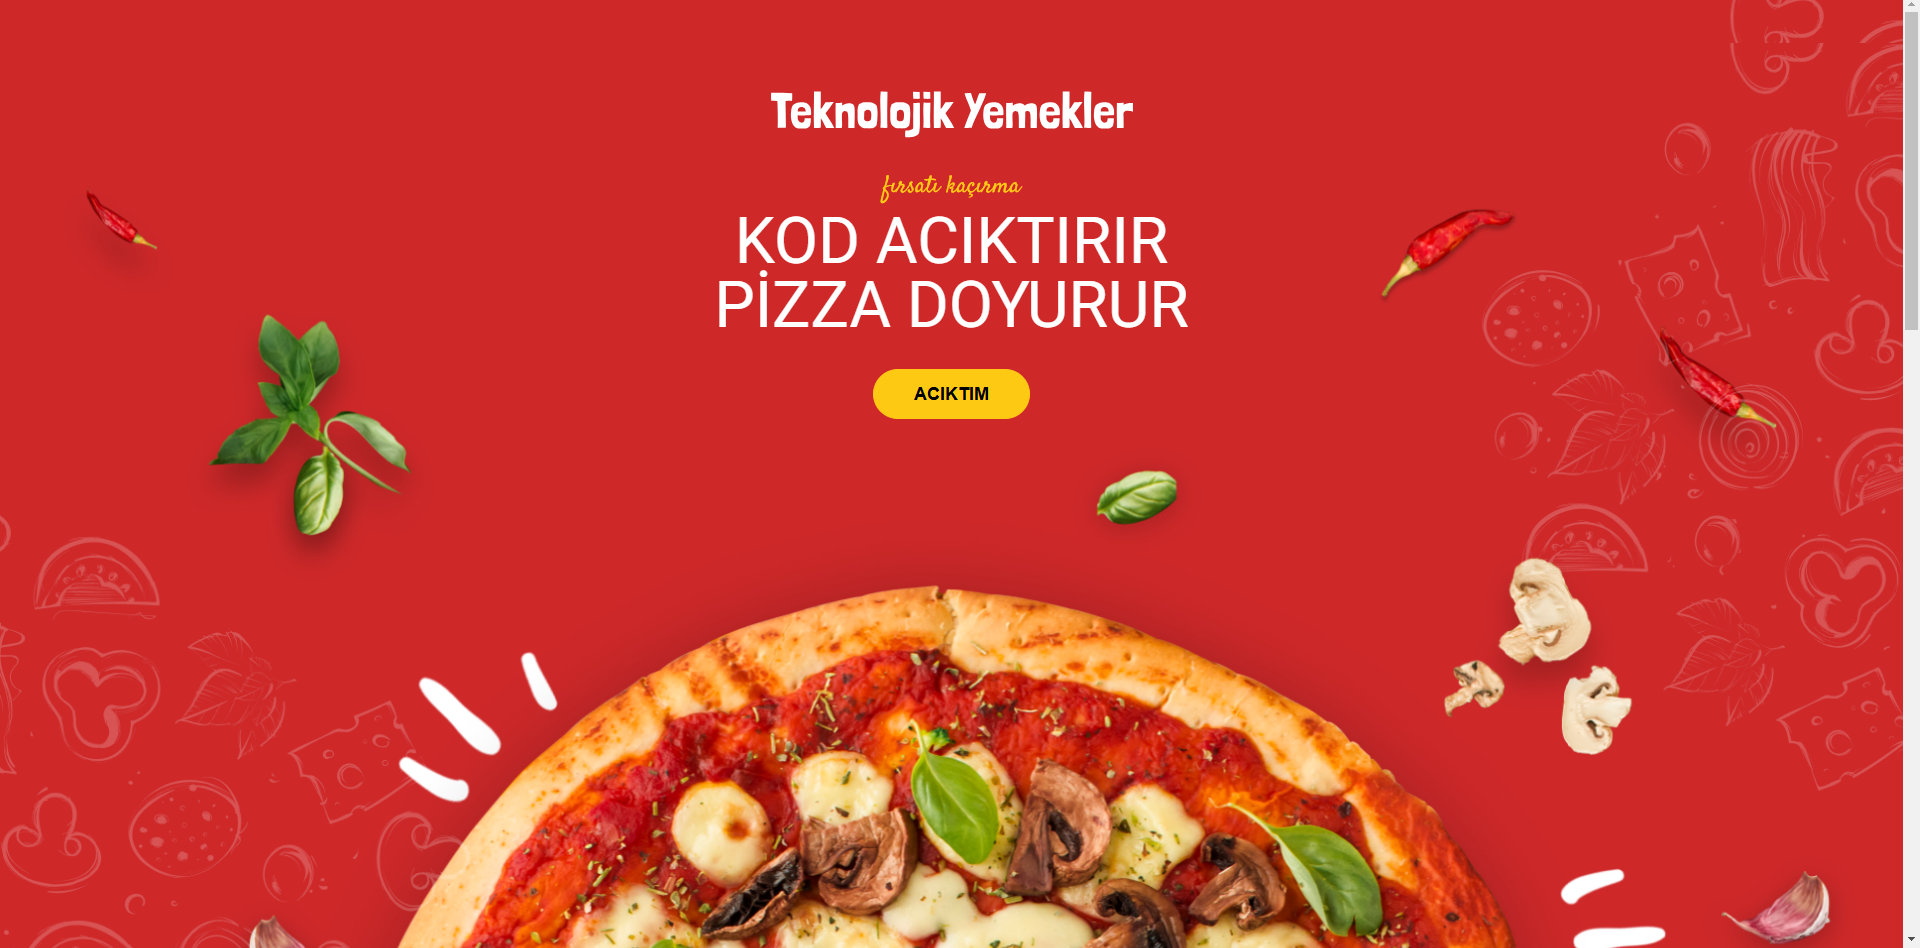 Teknolojik Yemekler
fırsatı kaçırma
KOD ACIKTIRIR
PİZZA DOYURUR
ACIKTIM